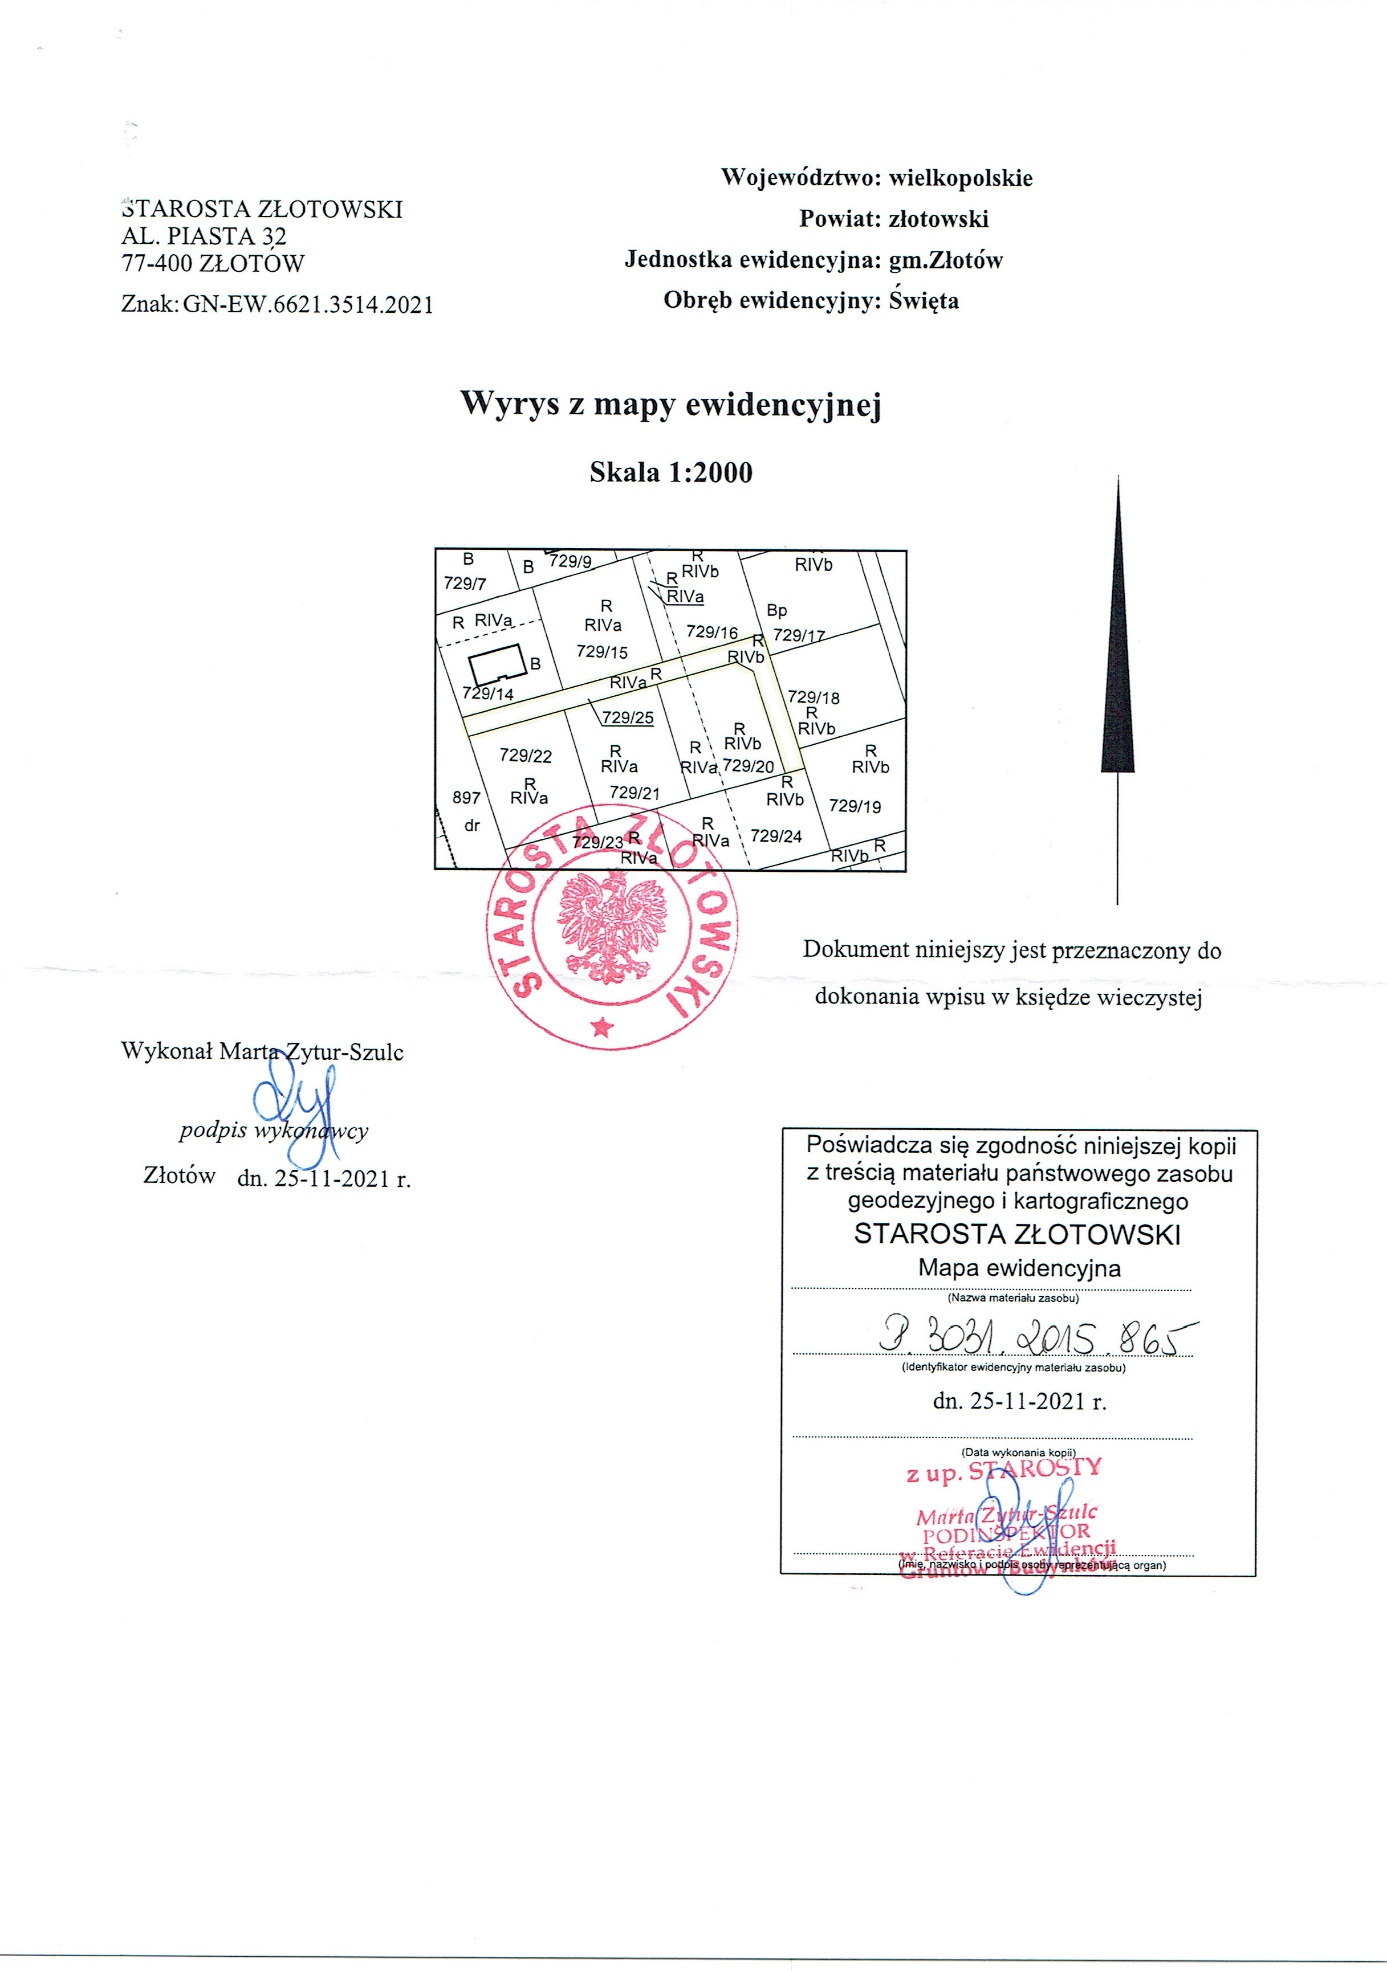 STAROSTA ZŁOTOWSKI
AL. PIASTA 32
77-400 ZŁOTÓW
Znak: GN-EW.6621.3514.2021
Województwo: wielkopolskie
Powiat: złotowski
Jednostka ewidencyjna: gm.Złotów
Obręb ewidencyjny: Święta
Wyrys z mapy ewidencyjnej
Skala 1:2000
B
729/7
B
729/9
R
RIVb
R
RIVa
RIVb
R RIVa
R
RIVa
729/15
Bp
729/16
R
729/17
RIVb
B
729/14
RIVa R
729/25
729/18
R
RIVb
729/22
R
RIVa
R
RIVa
729/21
R
RIVa
R
RIVb
729/20
R
RIVb
R
RIVb
729/19
897
dr
729/23 R
RIVa
R
RIVa
729/24
RIVb R
STAROSTA ZŁOTOWSKI
Dokument niniejszy jest przeznaczony do
dokonania wpisu w księdze wieczystej
Wykonał Marta Zytur-Szulc
podpis wykonawcy
Złotów dn. 25-11-2021 r.
Poświadcza się zgodność niniejszej kopii
z treścią materiału państwowego zasobu
geodezyjnego i kartograficznego
STAROSTA ZŁOTOWSKI
Mapa ewidencyjna
(Nazwa materiału zasobu)
P.3031.2015.865
(Identyfikator ewidencyjny materiału zasobu)
dn. 25-11-2021 r.
(Data wykonania kopii)
z up. STAROSTY
Marta Zytur-Szulc
PODINSPEKTOR
w Referacie Ewidencji
Gruntów i Budynków
(Imię, nazwisko i podpis osoby reprezentującą organ)